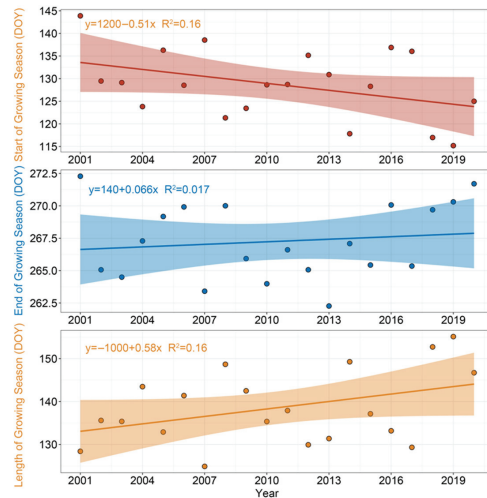 Start of Growing Season (DOY)
y=1200−0.51x R²=0.16
145
140
135
130
125
120
115
2001 2004 2007 2010 2013 2016 2019
End of Growing Season (DOY)
y=140+0.066x R²=0.017
272.5
270.0
267.5
265.0
262.5
2001 2004 2007 2010 2013 2016 2019
Length of Growing Season (DOY)
y=−1000+0.58x R²=0.16
150
140
130
2001 2004 2007 2010 2013 2016 2019
Year